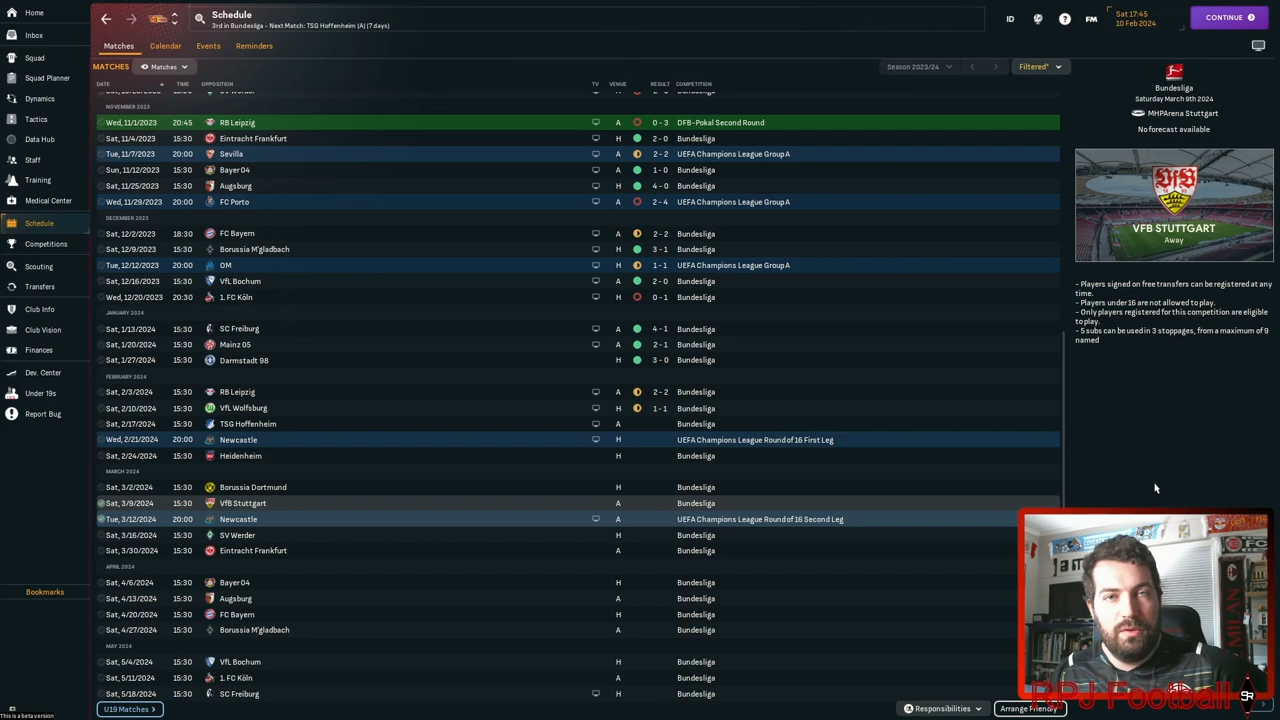 Home
Inbox
Squad
Squad Planner
Dynamics
Tactics
Data Hub
Staff
Training
Medical Center
Schedule
Competitions
Scouting
Transfers
Club Info
Club Vision
Finances
Dev. Center
Under 19s
Report Bug
Bookmarks
This is a beta version
Schedule
3rd in Bundesliga - Next Match: TSG Hoffenheim (A) (7 days)
ID
?
FM
Sat 17:45
10 Feb 2024
CONTINUE
Matches Calendar Events Reminders
MATCHES Matches Season 2023/24 Filtered*
DATE TIME OPPOSITION TV VENUE RESULT COMPETITION
NOVEMBER 2023
Wed, 11/1/2023 20:45 RB Leipzig A 0 - 3 DFB-Pokal Second Round
Sat, 11/4/2023 15:30 Eintracht Frankfurt H 2 - 0 Bundesliga
Tue, 11/7/2023 20:00 Sevilla A 2 - 2 UEFA Champions League Group A
Sun, 11/12/2023 15:30 Bayer 04 A 1 - 0 Bundesliga
Sat, 11/25/2023 15:30 Augsburg H 4 - 0 Bundesliga
Wed, 11/29/2023 20:00 FC Porto A 2 - 4 UEFA Champions League Group A
DECEMBER 2023
Sat, 12/2/2023 18:30 FC Bayern A 2 - 2 Bundesliga
Sat, 12/9/2023 15:30 Borussia M'gladbach H 3 - 1 Bundesliga
Tue, 12/12/2023 20:00 OM H 1 - 1 UEFA Champions League Group A
Sat, 12/16/2023 15:30 VfL Bochum A 2 - 0 Bundesliga
Wed, 12/20/2023 20:30 1. FC Köln H 0 - 1 Bundesliga
JANUARY 2024
Sat, 1/13/2024 15:30 SC Freiburg A 4 - 1 Bundesliga
Sat, 1/20/2024 15:30 Mainz 05 A 2 - 1 Bundesliga
Sat, 1/27/2024 15:30 Darmstadt 98 H 3 - 0 Bundesliga
FEBRUARY 2024
Sat, 2/3/2024 15:30 RB Leipzig A 2 - 2 Bundesliga
Sat, 2/10/2024 15:30 VfL Wolfsburg H 1 - 1 Bundesliga
Sat, 2/17/2024 15:30 TSG Hoffenheim A Bundesliga
Wed, 2/21/2024 20:00 Newcastle H UEFA Champions League Round of 16 First Leg
Sat, 2/24/2024 15:30 Heidenheim H Bundesliga
MARCH 2024
Sat, 3/2/2024 15:30 Borussia Dortmund H Bundesliga
Sat, 3/9/2024 15:30 VfB Stuttgart A Bundesliga
Tue, 3/12/2024 20:00 Newcastle A UEFA Champions League Round of 16 Second Leg
Sat, 3/16/2024 15:30 SV Werder H Bundesliga
Sat, 3/30/2024 15:30 Eintracht Frankfurt A Bundesliga
APRIL 2024
Sat, 4/6/2024 15:30 Bayer 04 H Bundesliga
Sat, 4/13/2024 15:30 Augsburg A Bundesliga
Sat, 4/20/2024 15:30 FC Bayern H Bundesliga
Sat, 4/27/2024 15:30 Borussia M'gladbach A Bundesliga
MAY 2024
Sat, 5/4/2024 15:30 VfL Bochum H Bundesliga
Sat, 5/11/2024 15:30 1. FC Köln A Bundesliga
Sat, 5/18/2024 15:30 SC Freiburg H Bundesliga
U19 Matches >
Responsibilities
Arrange Friendly
Bundesliga
Saturday March 9th 2024
MHPArena Stuttgart
No forecast available
VfB
VFB STUTTGART
Away
- Players signed on free transfers can be registered at any
time.
- Players under 16 are not allowed to play.
- Only players registered for this competition are eligible
to play.
- 5 subs can be used in 3 stoppages, from a maximum of 9
named
MILAN
RPJ Football